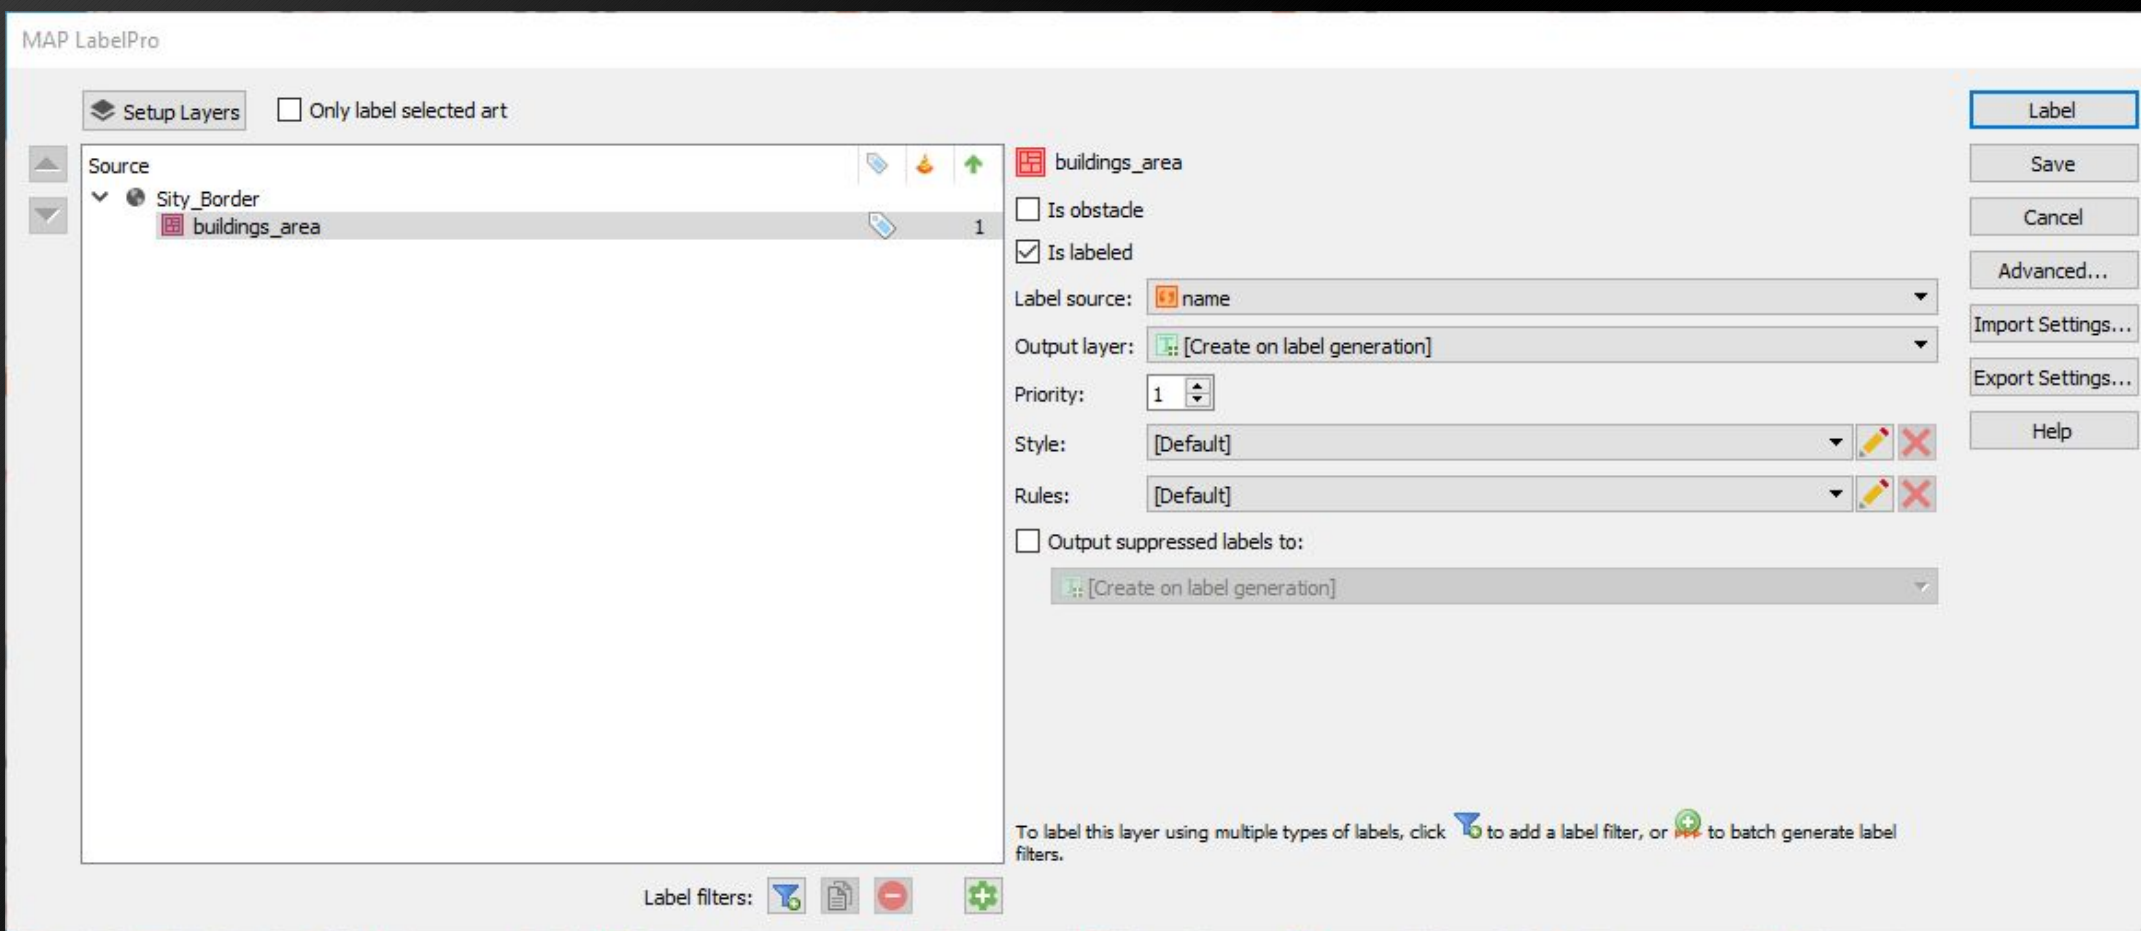 MAP LabelPro
Setup Layers
Only label selected art
Source
Sity_Border
buildings_area
1
buildings_area
Is obstacle
Is labeled
Label source:
name
Output layer:
[Create on label generation]
Priority:
1
Style:
[Default]
Rules:
[Default]
Output suppressed labels to:
[Create on label generation]
To label this layer using multiple types of labels, click to add a label filter, or to batch generate label
filters.
Label filters:
Label
Save
Cancel
Advanced...
Import Settings...
Export Settings...
Help